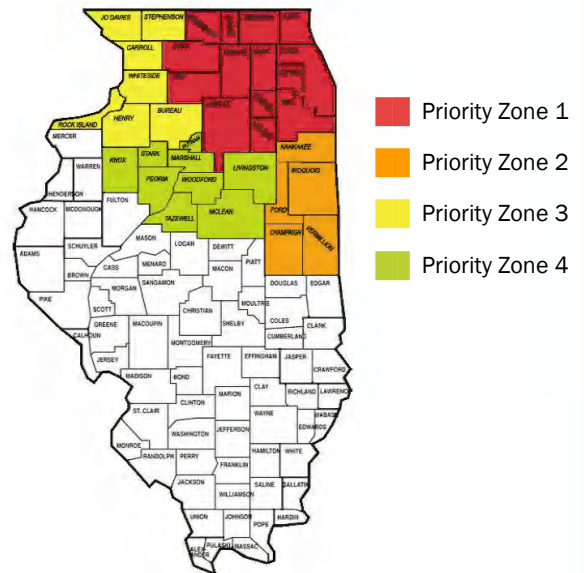 JO DAVIES
STEPHENSON
CARROLL
WHITESIDE
ROCK ISLAND
HENRY
BUREAU
MERCER
KANKAKEE
KNOX
STARK
MARSHALL
LIVINGSTON
IROQUOIS
WARREN
PEORIA
WOODFORD
HENDERSON
FULTON
FORD
HANCOCK
MCDONOUGH
TAZEWELL
MCLEAN
CHAMPAIGN
VERMILLION
MASON
LOGAN
DEWITT
SCHUYLER
ADAMS
PIATT
CASS
MENARD
MACON
BROWN
SANGAMON
DOUGLAS
EDGAR
MORGAN
PIKE
MOULTRIE
SCOTT
CHRISTIAN
COLES
GREENE
MACOUPIN
SHELBY
CLARK
CALHOUN
CUMBERLAND
MONTGOMERY
JERSEY
FAYETTE
EFFINGHAM
JASPER
CRAWFORD
MADISON
BOND
CLAY
RICHLAND
LAWRENCE
MARION
CLINTON
ST. CLAIR
WAYNE
WABASH
EDWARDS
WASHINGTON
JEFFERSON
MONROE
RANDOLPH
PERRY
HAMILTON
WHITE
FRANKLIN
JACKSON
SALINE
GALLATIN
WILLIAMSON
UNION
JOHNSON
POPE
HARDIN
ALEX-
ANDER
PULASKI
MASSAC
Priority Zone 1
Priority Zone 2
Priority Zone 3
Priority Zone 4